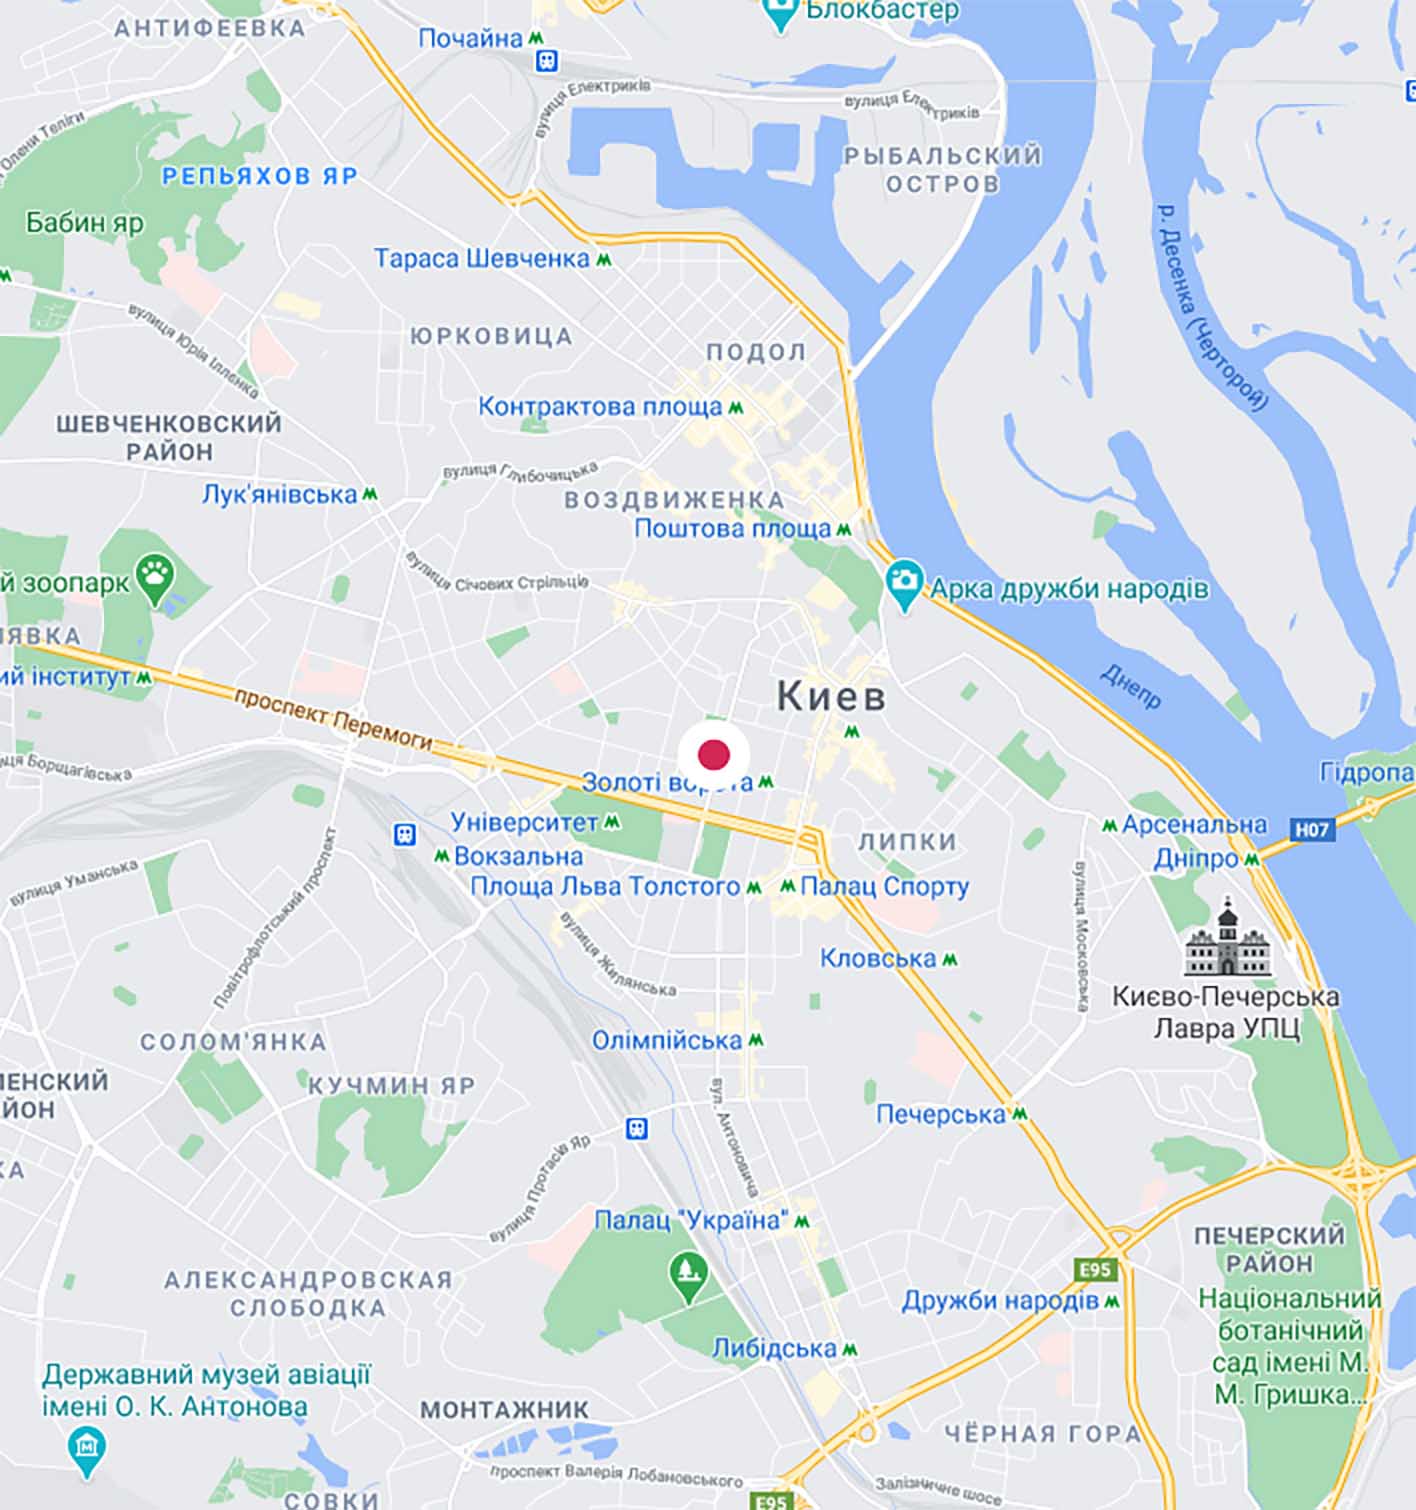 Блокбастер
АНТИФЕЕВКА
Почайна
вулиця Електриків
вулиця Електриків
Олени Теліги
РЫБАЛЬСКИЙ
ОСТРОВ
РЕПЬЯХОВ ЯР
Бабин яр
р. Десенка (Черторой)
Тараса Шевченка
вулиця Юрія Іллєнка
ЮРКОВИЦА
ПОДОЛ
Контрактова площа
ШЕВЧЕНКОВСКИЙ
РАЙОН
вулиця Глибочицька
Лук'янівська
ВОЗДВИЖЕНКА
Поштова площа
вулиця Січових Стрільців
й зоопарк
Арка дружби народів
ЯВКА
ий інститут
Днепр
Киев
проспект Перемоги
ця Борщагівська
Гідропа
Золоті ворота
Університет
Арсенальна
H07
ЛИПКИ
Вокзальна
Дніпро
вулиця Уманська
Площа Льва Толстого
Палац Спорту
Повітрофлотський проспект
вулиця Московська
вулиця Жилянська
Кловська
Києво-Печерська
Лавра УПЦ
СОЛОМ'ЯНКА
Олімпійська
ЕНСКИЙ
ЙОН
КУЧМИН ЯР
Печерська
вул. Антоновича
вулиця Протасів Яр
КА
Палац "Україна"
ПЕЧЕРСКИЙ
РАЙОН
E95
АЛЕКСАНДРОВСКАЯ
СЛОБОДКА
Дружби народів
Національний
ботанічний
сад імені М.
М. Гришка...
Либідська
Державний музей авіації
імені О. К. Антонова
МОНТАЖНИК
ЧЁРНАЯ ГОРА
проспект Валерія Лобановського
Залізничне шосе
СОВКИ
E95